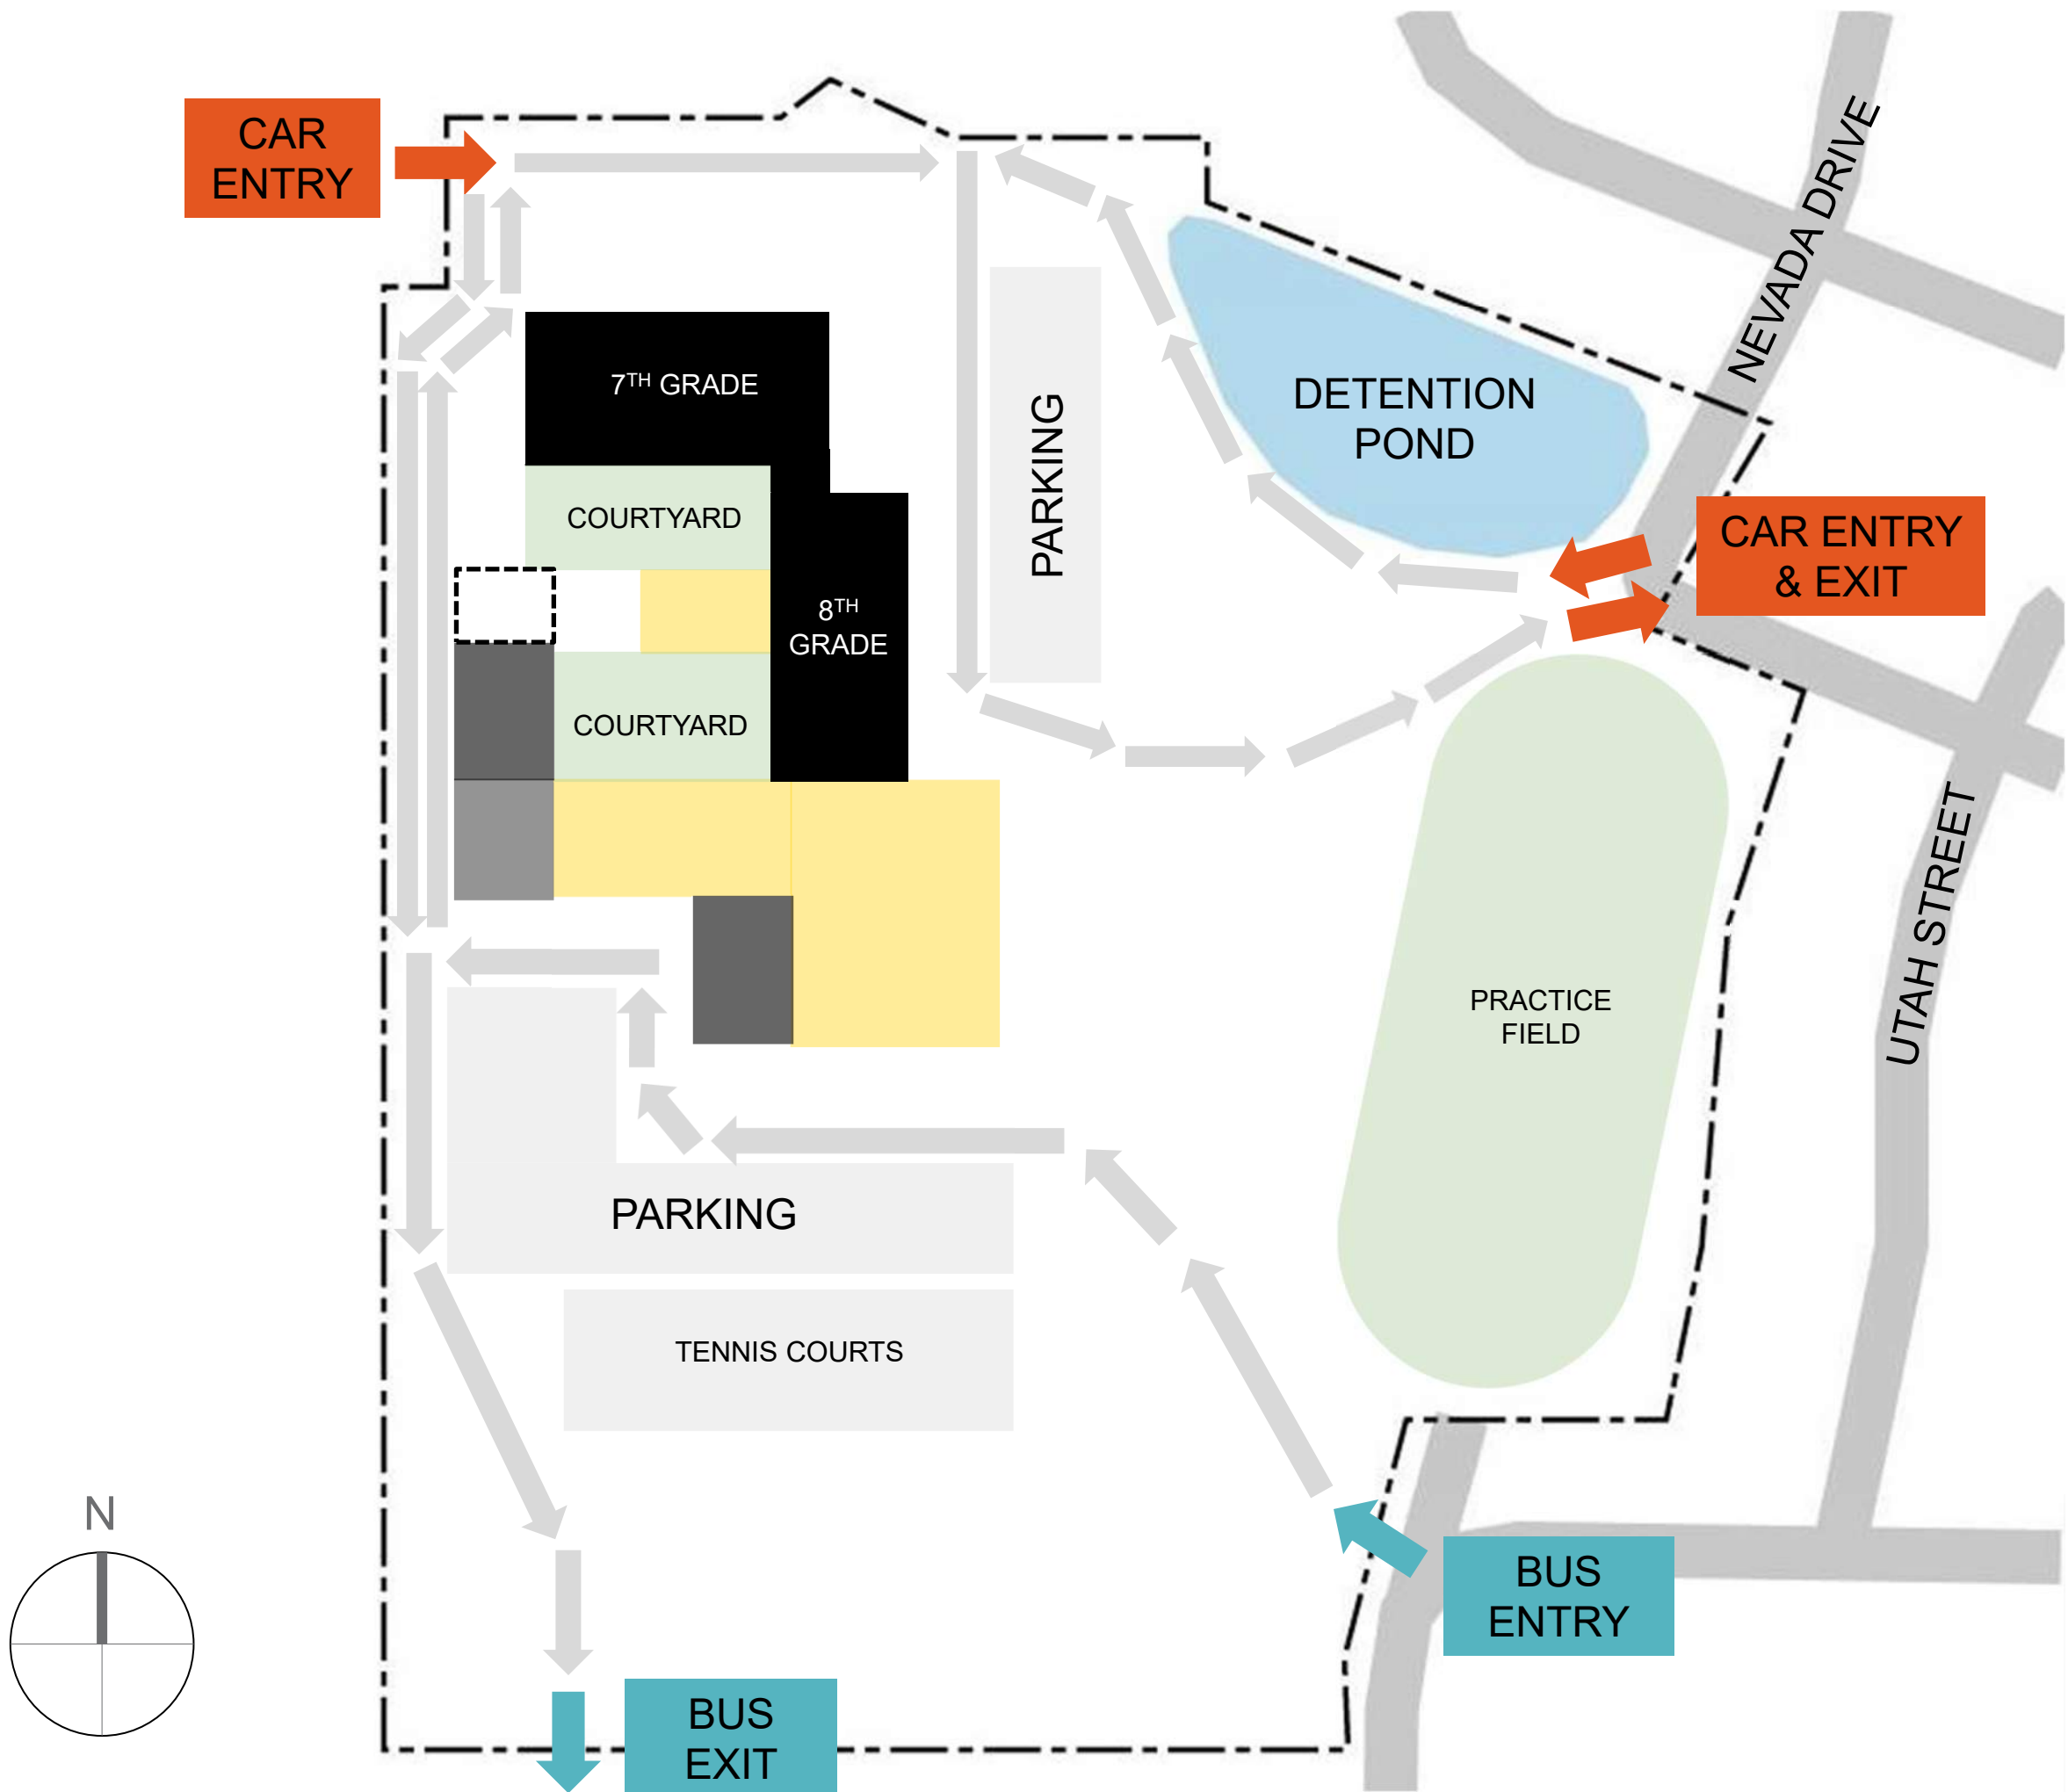 CAR
ENTRY
NEVADA DRIVE
7TH GRADE
DETENTION
POND
PARKING
COURTYARD
CAR ENTRY
& EXIT
8TH
GRADE
COURTYARD
UTAH STREET
PRACTICE
FIELD
PARKING
TENNIS COURTS
N
BUS
ENTRY
BUS
EXIT